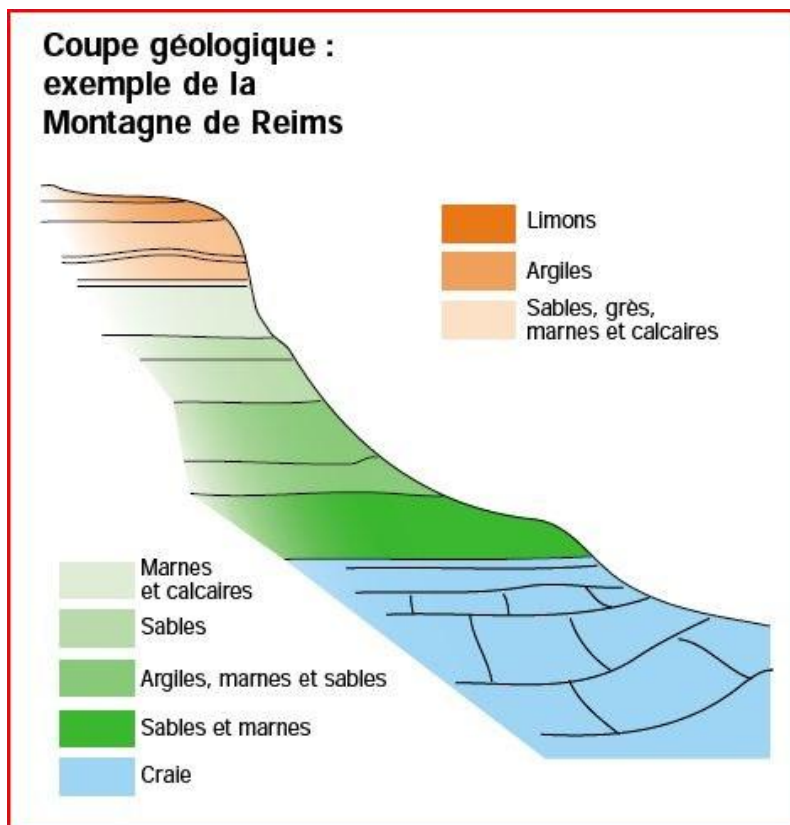 Coupe géologique :
exemple de la
Montagne de Reims
Limons
Argiles
Sables, grès,
marnes et calcaires
Marnes
et calcaires
Sables
Argiles, marnes et sables
Sables et marnes
Craie